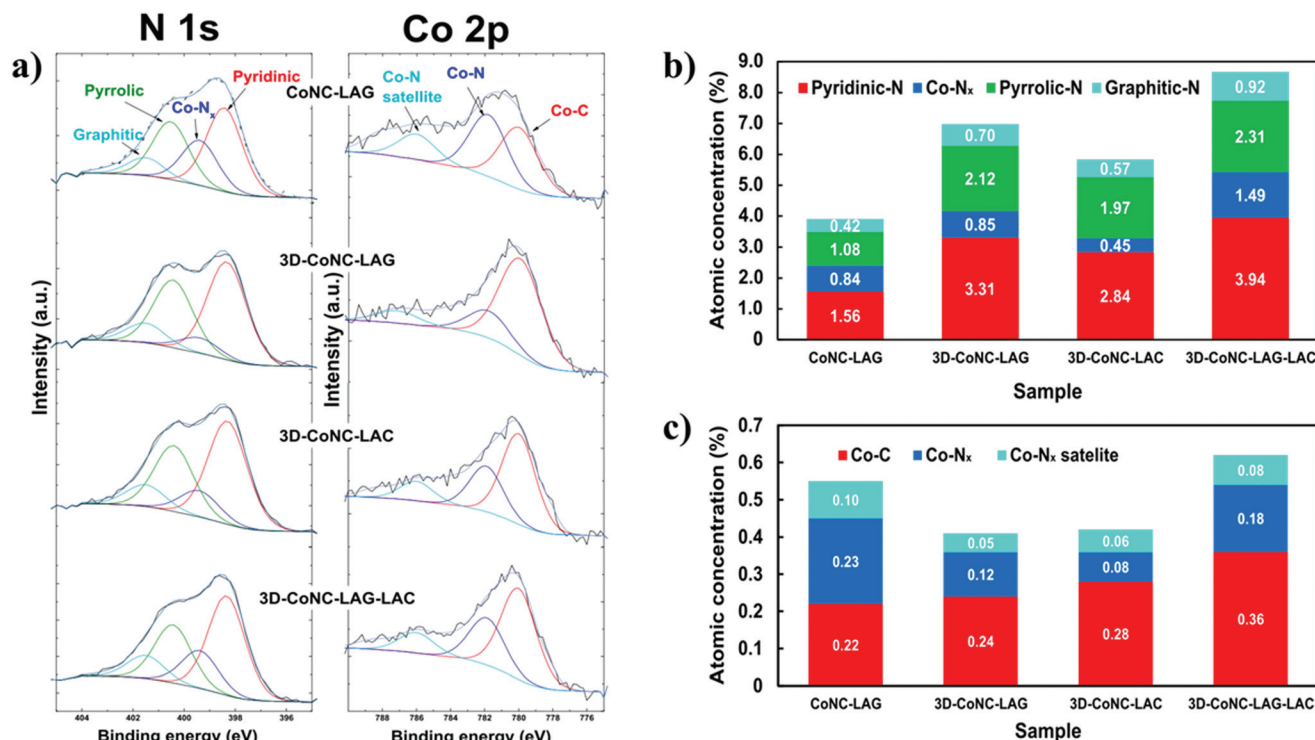 a)
N 1s
Co 2p
Pyrrolic
Graphitic
Co-Nx
Pyridinic
CoNC-LAG
Co-N
satellite
Co-N
Co-C
3D-CoNC-LAG
3D-CoNC-LAC
3D-CoNC-LAG-LAC
Intensity (a.u.)
Intensity (a.u.)
404 402 400 398 396
Binding energy (eV)
788 786 784 782 780 778 776
Binding energy (eV)
b)
Atomic concentration (%)
9.0
8.0
7.0
6.0
5.0
4.0
3.0
2.0
1.0
0
Pyridinic-N Co-Nx Pyrrolic-N Graphitic-N
0.42
1.08
0.84
1.56
0.70
2.12
0.85
3.31
0.57
1.97
0.45
2.84
0.92
2.31
1.49
3.94
CoNC-LAG 3D-CoNC-LAG 3D-CoNC-LAC 3D-CoNC-LAG-LAC
Sample
c)
Atomic concentration (%)
0.7
0.6
0.5
0.4
0.3
0.2
0.1
0
Co-C Co-Nx Co-Nx satelite
0.10
0.23
0.22
0.05
0.12
0.24
0.06
0.08
0.28
0.08
0.18
0.36
CoNC-LAG 3D-CoNC-LAG 3D-CoNC-LAC 3D-CoNC-LAG-LAC
Sample